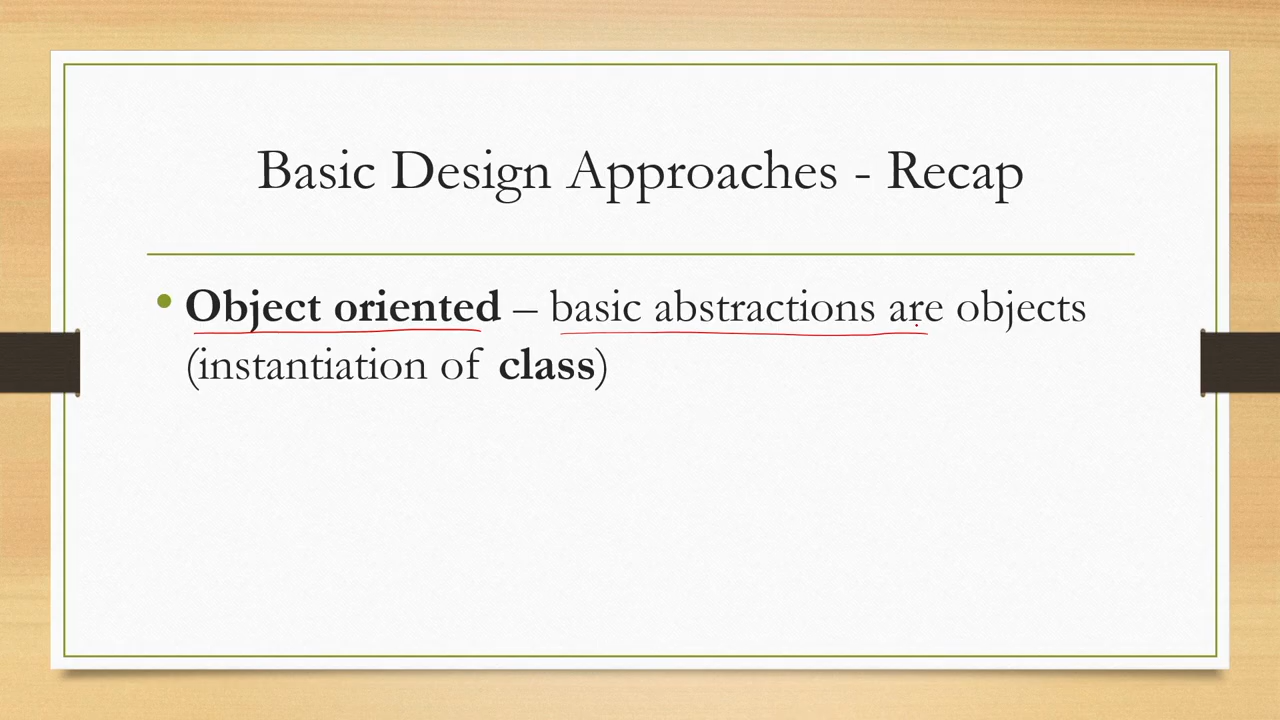 Basic Design Approaches - Recap
• Object oriented – basic abstractions are objects
(instantiation of class)